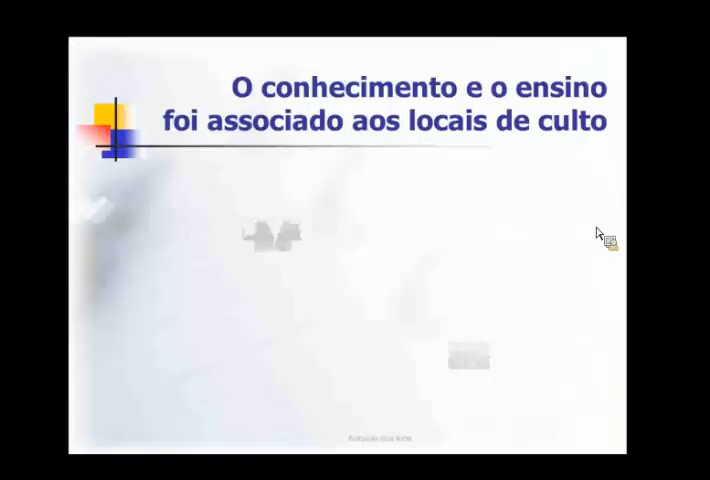 O conhecimento e o ensino
foi associado aos locais de culto